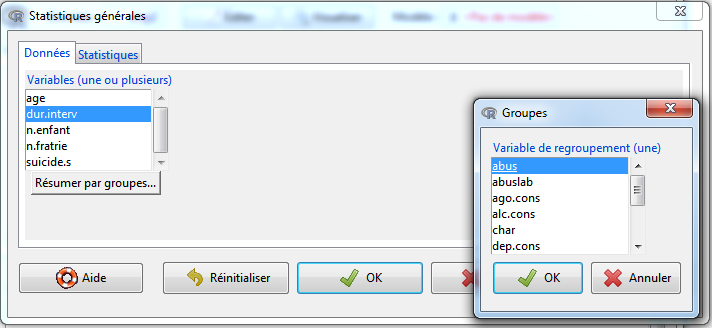 Statistiques générales
Données
Statistiques
Variables (une ou plusieurs)
age
dur.interv
n.enfant
n.fratrie
suicide.s
Résumer par groupes...
Aide
Réinitialiser
OK
Groupes
Variable de regroupement (une)
abus
abuslab
ago.cons
alc.cons
char
dep.cons
OK
Annuler